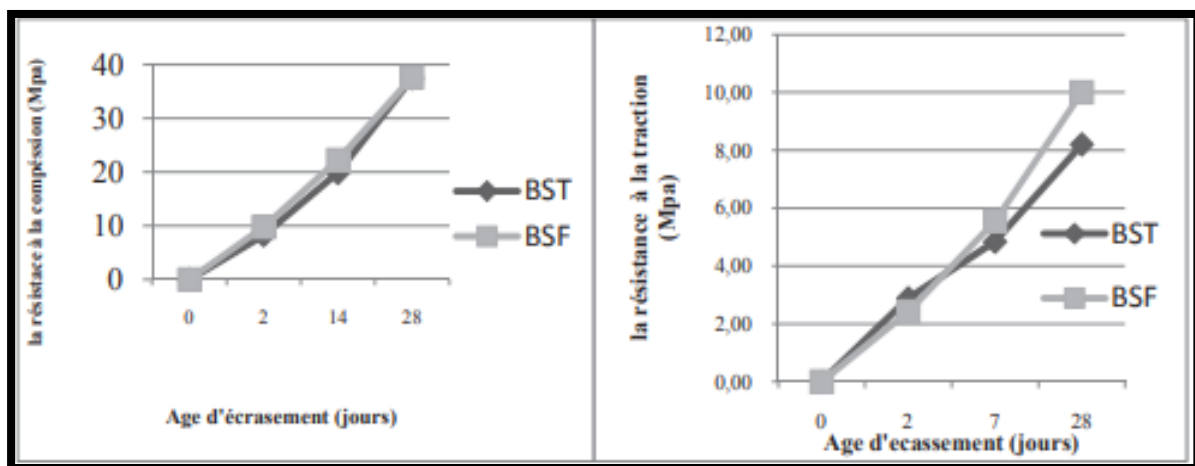 la résistace à la compéssion (Mpa)
40
30
20
10
0
0 2 14 28
Age d'écrasement (jours)
BST
BSF
la résistance à la traction
(Mpa)
12,00
10,00
8,00
6,00
4,00
2,00
0,00
0 2 7 28
Age d'ecassement (jours)
BST
BSF